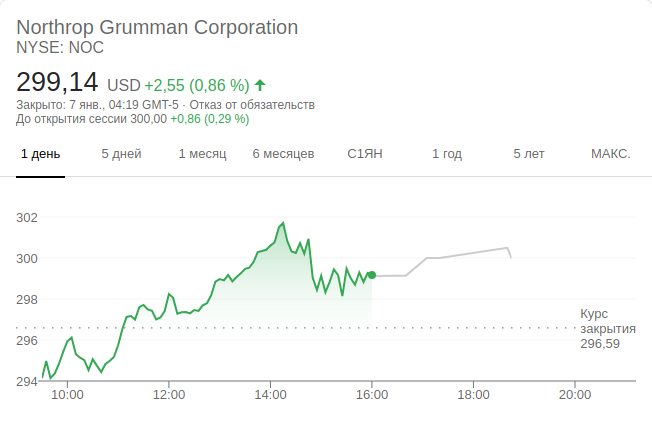 Northrop Grumman Corporation
NYSE: NOC
299,14 USD +2,55 (0,86 %)
Закрыто: 7 янв., 04:19 GMT-5 · Отказ от обязательств
До открытия сессии 300,00 +0,86 (0,29 %)
1 день 5 дней 1 месяц 6 месяцев С1ЯН 1 год 5 лет МАКС.
302
300
298
296
294
Курс
закрытия
296,59
10:00 12:00 14:00 16:00 18:00 20:00